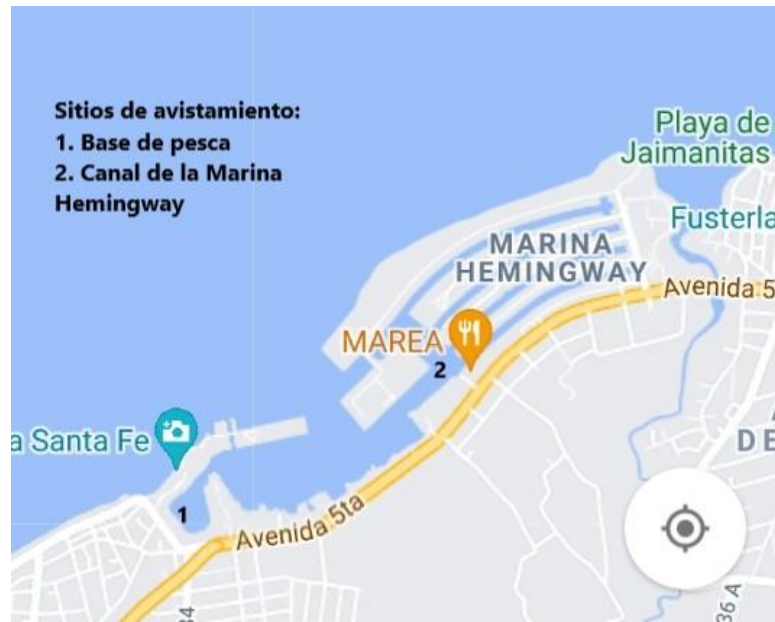 Sitios de avistamiento:
1. Base de pesca
2. Canal de la Marina
Hemingway
Playa de
Jaimanitas
Fusterla
MARINA
HEMINGWAY
Avenida 5
MAREA
2
a Santa Fe
1
Avenida 5ta
DE
36 A